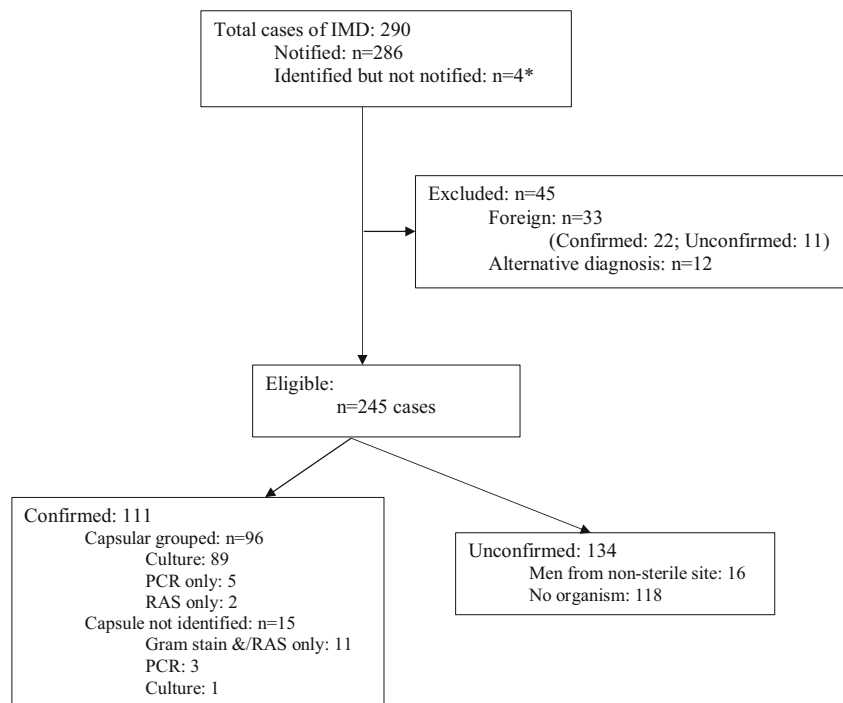 Total cases of IMD: 290
Notified: n=286
Identified but not notified: n=4*
Excluded: n=45
Foreign: n=33
(Confirmed: 22; Unconfirmed: 11)
Alternative diagnosis: n=12
Eligible:
n=245 cases
Confirmed: 111
Capsular grouped: n=96
Culture: 89
PCR only: 5
RAS only: 2
Capsule not identified: n=15
Gram stain &/RAS only: 11
PCR: 3
Culture: 1
Unconfirmed: 134
Men from non-sterile site: 16
No organism: 118